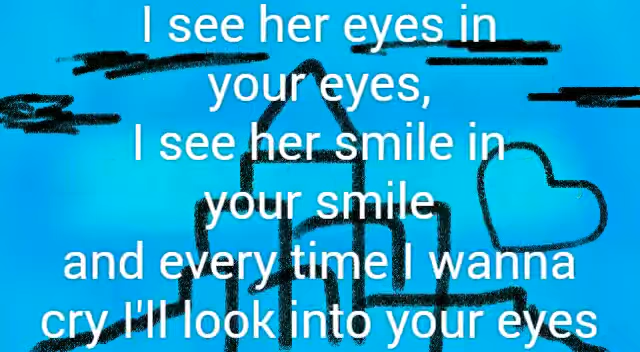 I see her eyes in
your eyes,
I see her smile in
your smile
and every time I wanna
cry I'll look into your eyes